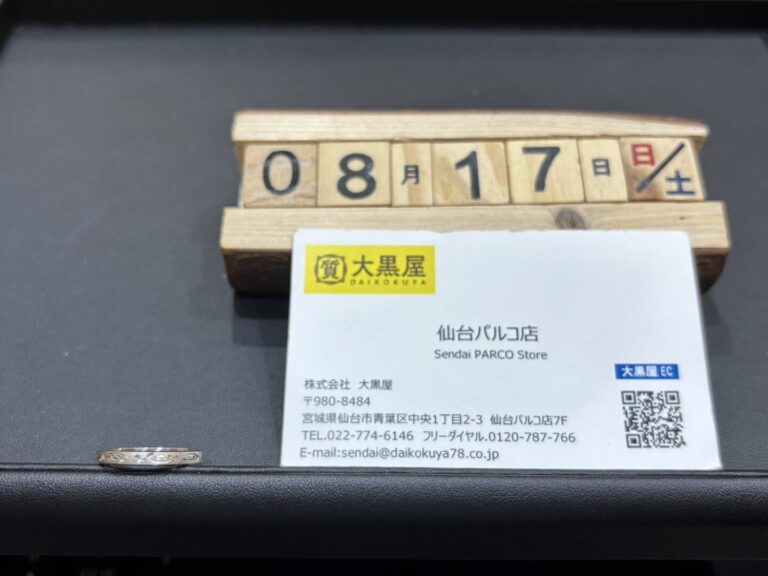 08月17日 日/土
質 大黒屋
DAIKOKUYA
仙台パルコ店
Sendai PARCO Store
大黒屋 EC
株式会社 大黒屋
〒980-8484
宮城県仙台市青葉区中央1丁目2-3 仙台パルコ店7F
TEL.022-774-6146 フリーダイヤル.0120-787-766
E-mail:sendai@daikokuya78.co.jp